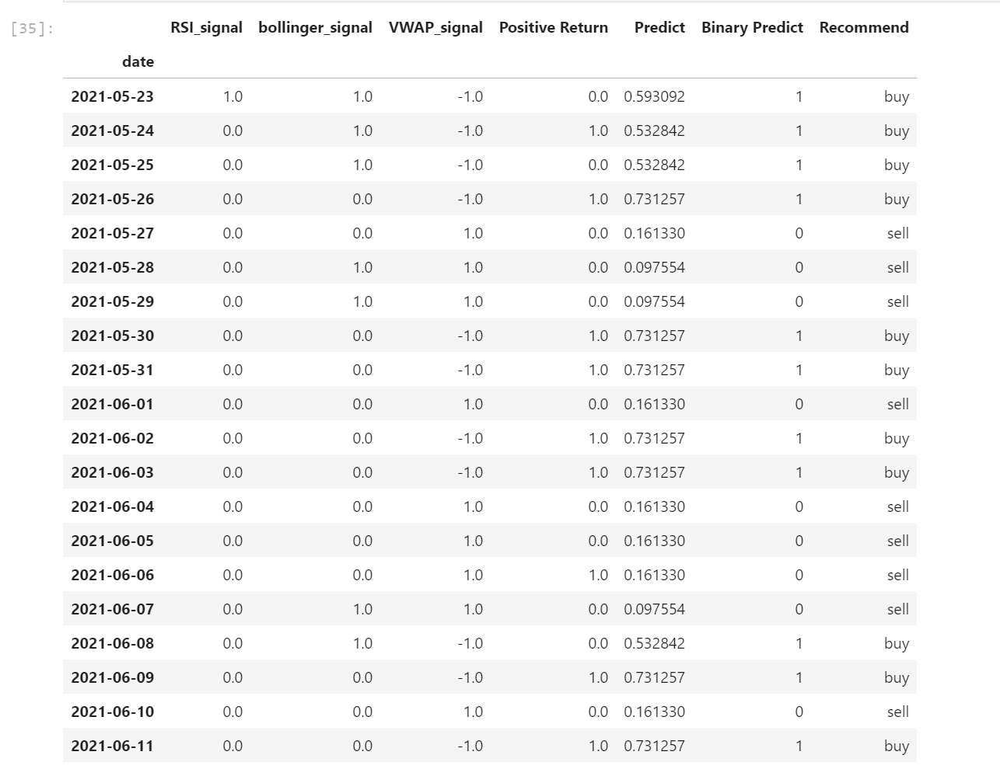 [35]: RSI_signal bollinger_signal VWAP_signal Positive Return Predict Binary Predict Recommend
date
2021-05-23 1.0 1.0 -1.0 0.0 0.593092 1 buy
2021-05-24 0.0 1.0 -1.0 1.0 0.532842 1 buy
2021-05-25 0.0 1.0 -1.0 0.0 0.532842 1 buy
2021-05-26 0.0 0.0 -1.0 1.0 0.731257 1 buy
2021-05-27 0.0 0.0 1.0 0.0 0.161330 0 sell
2021-05-28 0.0 1.0 1.0 0.0 0.097554 0 sell
2021-05-29 0.0 1.0 1.0 0.0 0.097554 0 sell
2021-05-30 0.0 0.0 -1.0 1.0 0.731257 1 buy
2021-05-31 0.0 0.0 -1.0 1.0 0.731257 1 buy
2021-06-01 0.0 0.0 1.0 0.0 0.161330 0 sell
2021-06-02 0.0 0.0 -1.0 1.0 0.731257 1 buy
2021-06-03 0.0 0.0 -1.0 1.0 0.731257 1 buy
2021-06-04 0.0 0.0 1.0 0.0 0.161330 0 sell
2021-06-05 0.0 0.0 1.0 0.0 0.161330 0 sell
2021-06-06 0.0 0.0 1.0 1.0 0.161330 0 sell
2021-06-07 0.0 1.0 1.0 0.0 0.097554 0 sell
2021-06-08 0.0 1.0 -1.0 0.0 0.532842 1 buy
2021-06-09 0.0 0.0 -1.0 1.0 0.731257 1 buy
2021-06-10 0.0 0.0 1.0 0.0 0.161330 0 sell
2021-06-11 0.0 0.0 -1.0 1.0 0.731257 1 buy